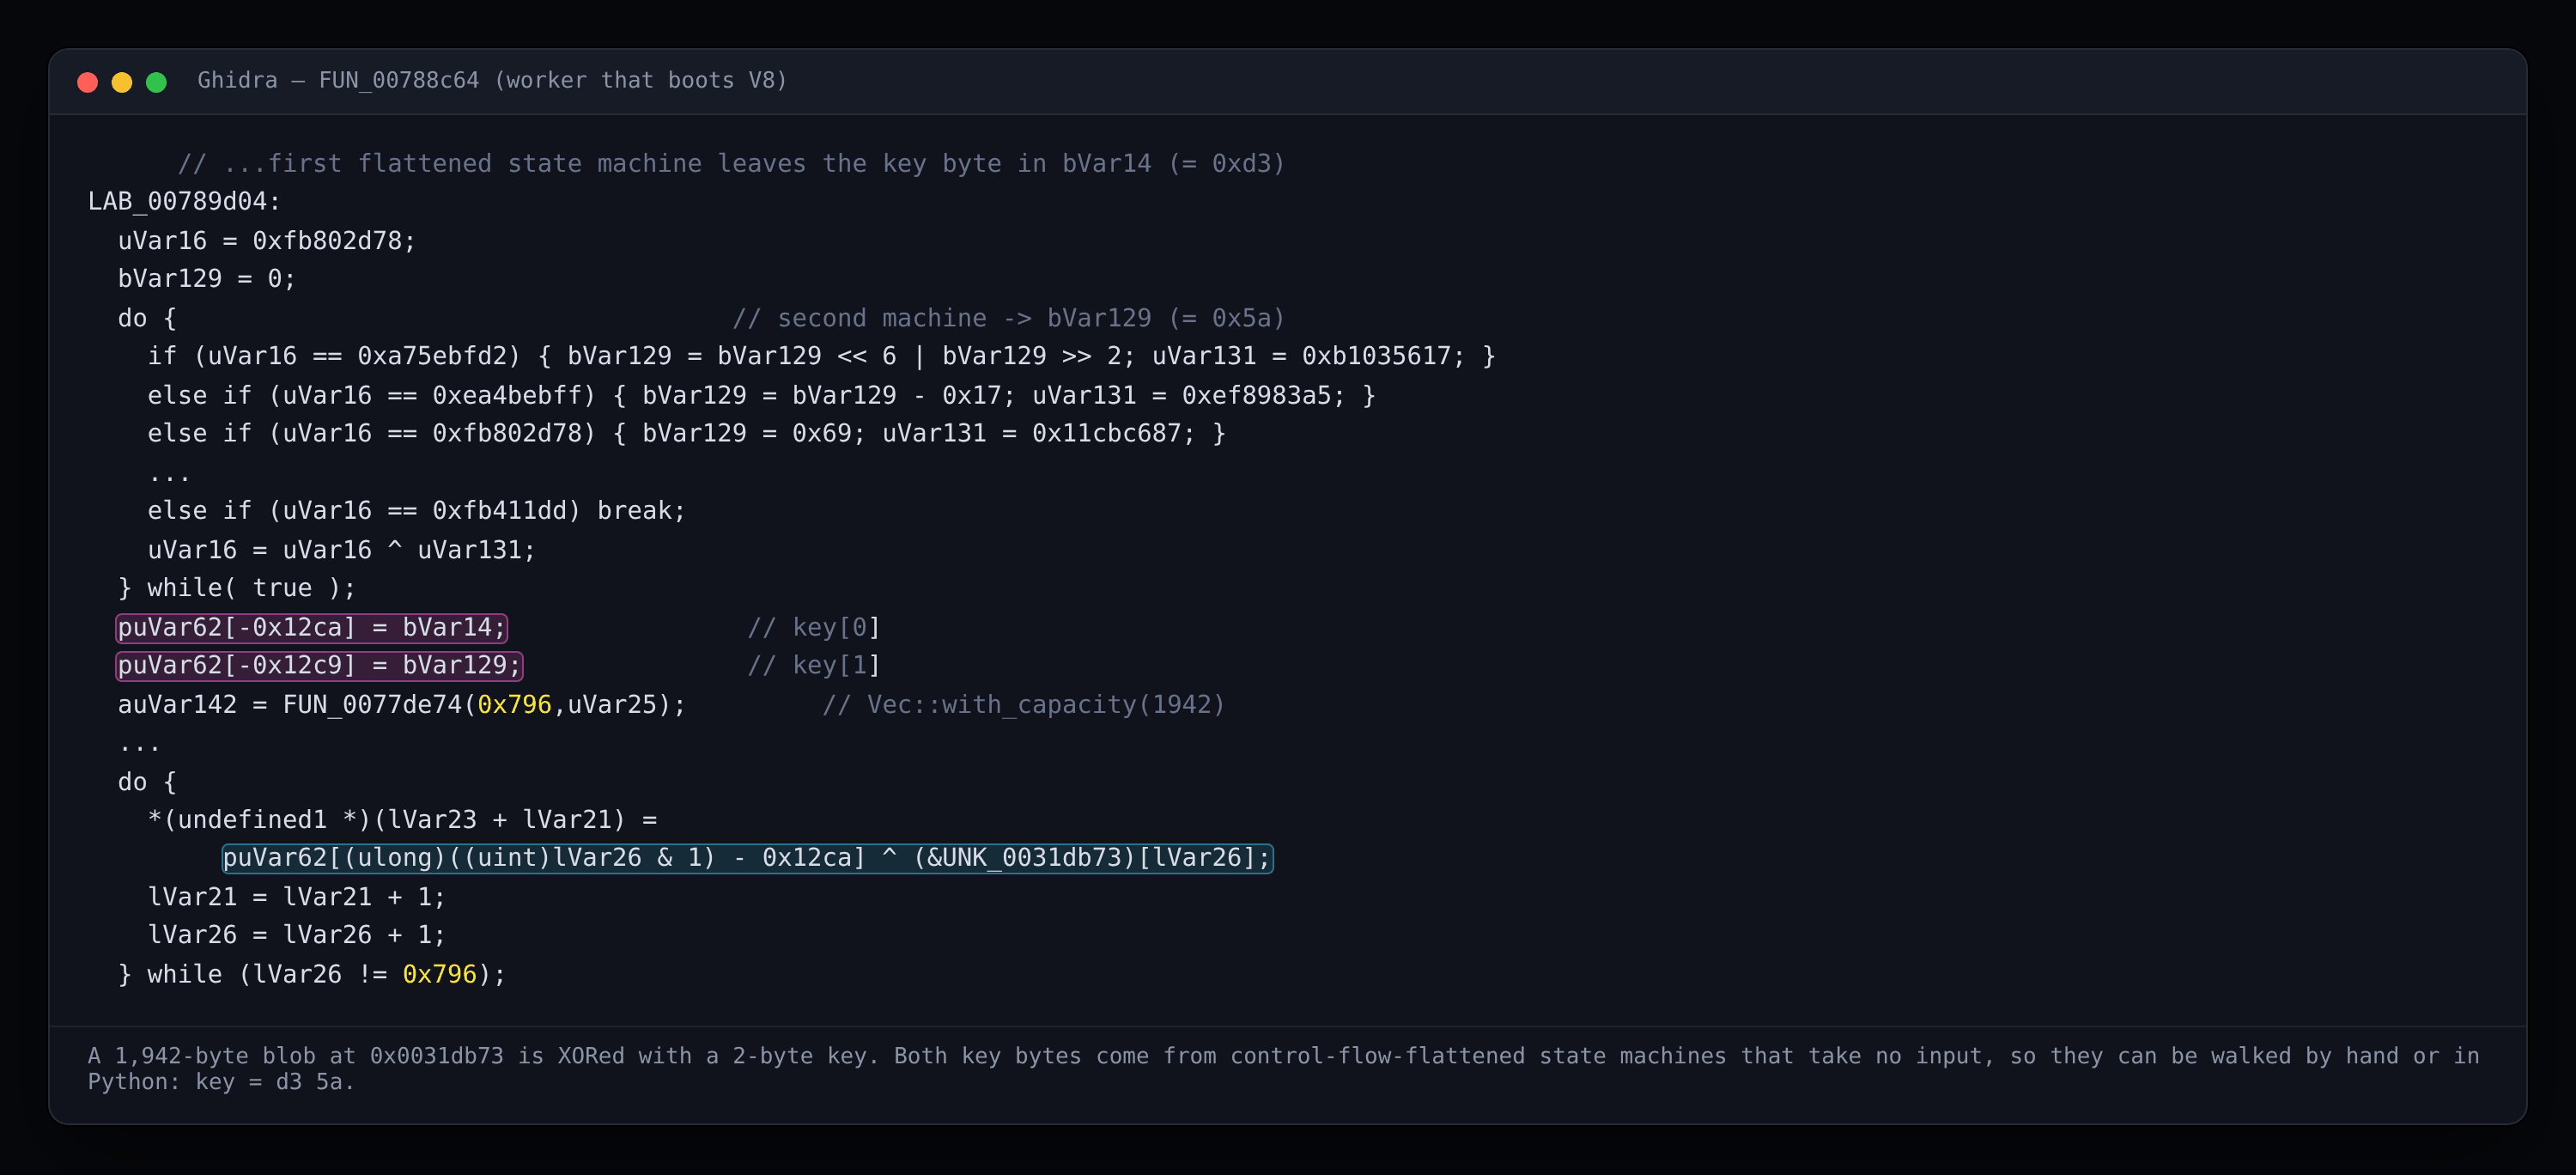 Ghidra — FUN_00788c64 (worker that boots V8)
// ...first flattened state machine leaves the key byte in bVar14 (= 0xd3)
LAB_00789d04:
uVar16 = 0xfb802d78;
bVar129 = 0;
do { // second machine -> bVar129 (= 0x5a)
if (uVar16 == 0xa75ebfd2) { bVar129 = bVar129 << 6 | bVar129 >> 2; uVar131 = 0xb1035617; }
else if (uVar16 == 0xea4bebff) { bVar129 = bVar129 - 0x17; uVar131 = 0xef8983a5; }
else if (uVar16 == 0xfb802d78) { bVar129 = 0x69; uVar131 = 0x11cbc687; }
...
else if (uVar16 == 0xfb411dd) break;
uVar16 = uVar16 ^ uVar131;
} while( true );
puVar62[-0x12ca] = bVar14; // key[0]
puVar62[-0x12c9] = bVar129; // key[1]
auVar142 = FUN_0077de74(0x796,uVar25); // Vec::with_capacity(1942)
...
do {
*(undefined1 *)(lVar23 + lVar21) =
puVar62[(ulong)((uint)lVar26 & 1) - 0x12ca] ^ (&UNK_0031db73)[lVar26];
lVar21 = lVar21 + 1;
lVar26 = lVar26 + 1;
} while (lVar26 != 0x796);
A 1,942-byte blob at 0x0031db73 is XORed with a 2-byte key. Both key bytes come from control-flow-flattened state machines that take no input, so they can be walked by hand or in
Python: key = d3 5a.